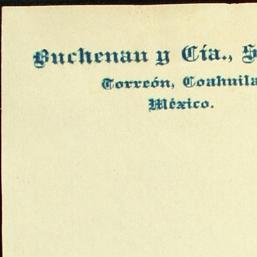 Buchenau y Cía.,
Torreón, Coahuila
México.